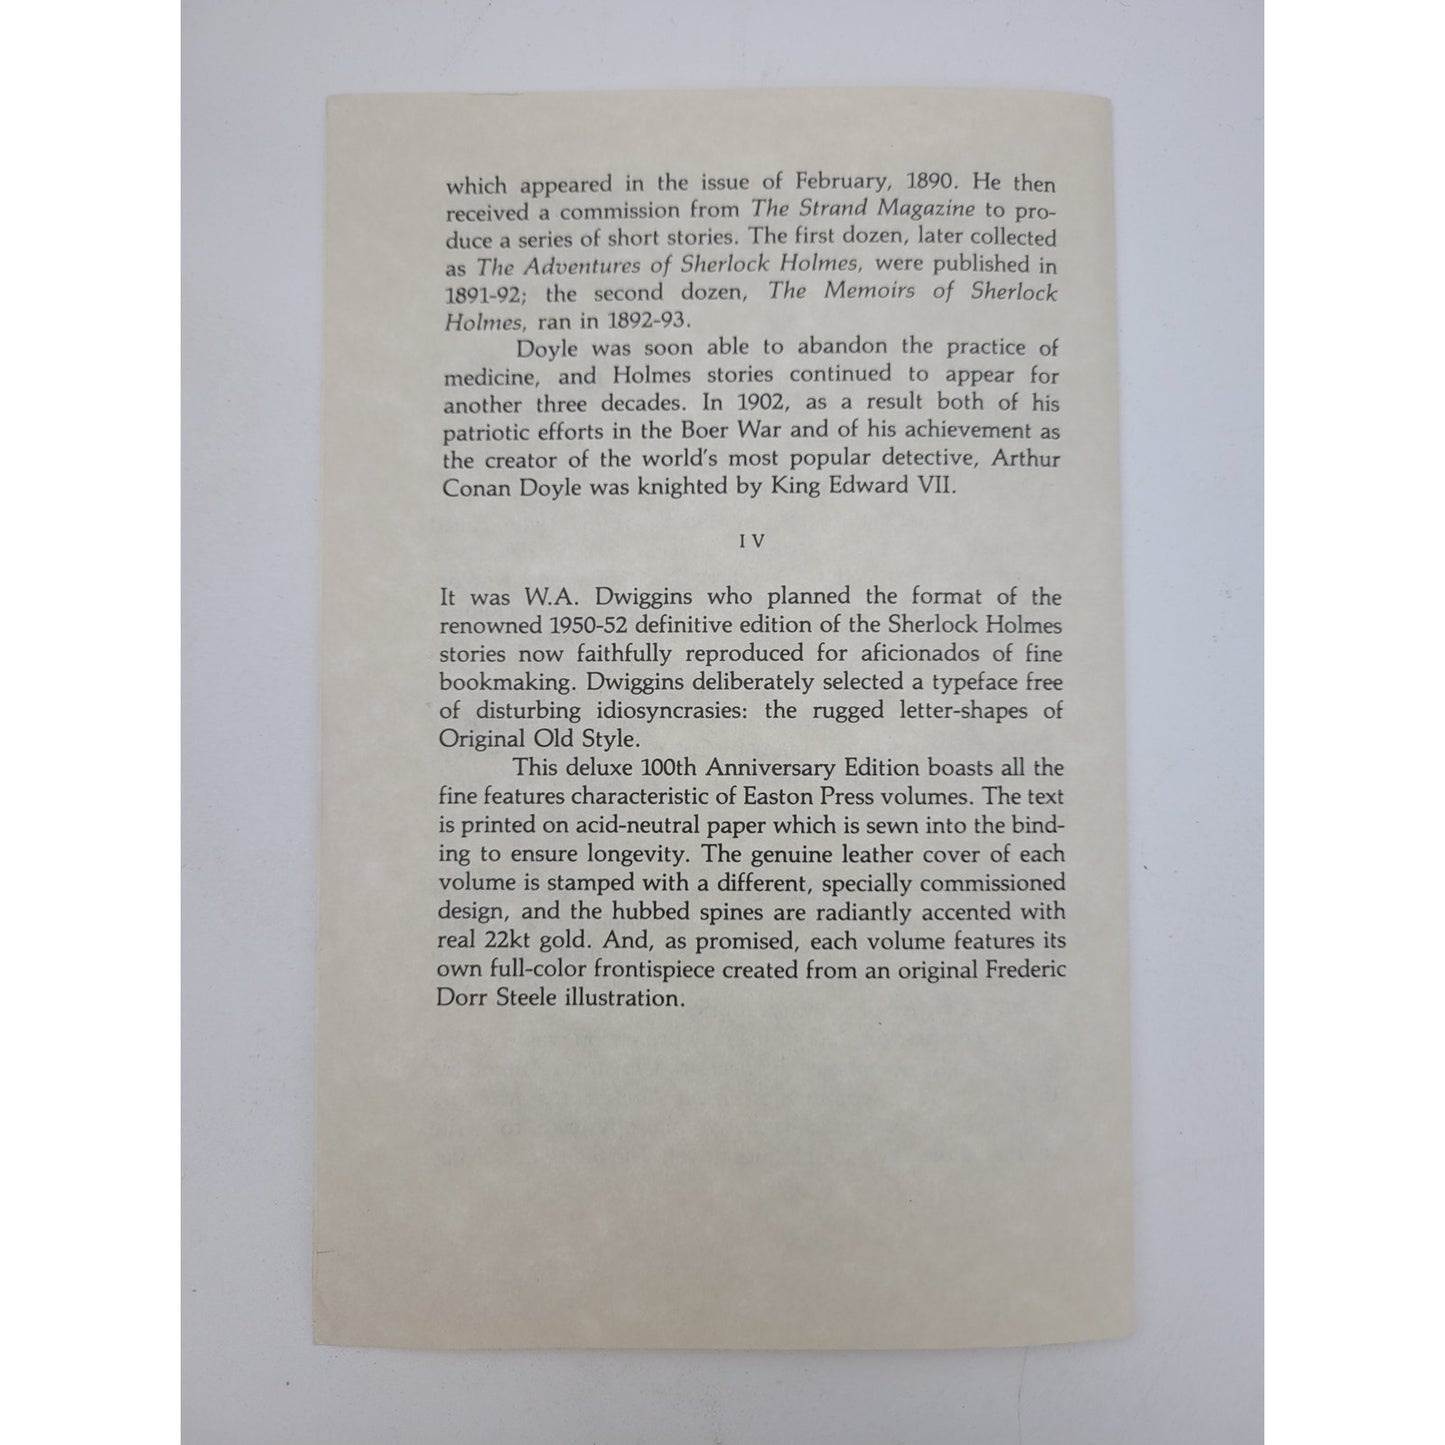 which appeared in the issue of February, 1890. He then
received a commission from The Strand Magazine to pro-
duce a series of short stories. The first dozen, later collected
as The Adventures of Sherlock Holmes, were published in
1891-92; the second dozen, The Memoirs of Sherlock
Holmes, ran in 1892-93.
Doyle was soon able to abandon the practice of
medicine, and Holmes stories continued to appear for
another three decades. In 1902, as a result both of his
patriotic efforts in the Boer War and of his achievement as
the creator of the world's most popular detective, Arthur
Conan Doyle was knighted by King Edward VII.
IV
It was W.A. Dwiggins who planned the format of the
renowned 1950-52 definitive edition of the Sherlock Holmes
stories now faithfully reproduced for aficionados of fine
bookmaking. Dwiggins deliberately selected a typeface free
of disturbing idiosyncrasies: the rugged letter-shapes of
Original Old Style.
This deluxe 100th Anniversary Edition boasts all the
fine features characteristic of Easton Press volumes. The text
is printed on acid-neutral paper which is sewn into the bind-
ing to ensure longevity. The genuine leather cover of each
volume is stamped with a different, specially commissioned
design, and the hubbed spines are radiantly accented with
real 22kt gold. And, as promised, each volume features its
own full-color frontispiece created from an original Frederic
Dorr Steele illustration.